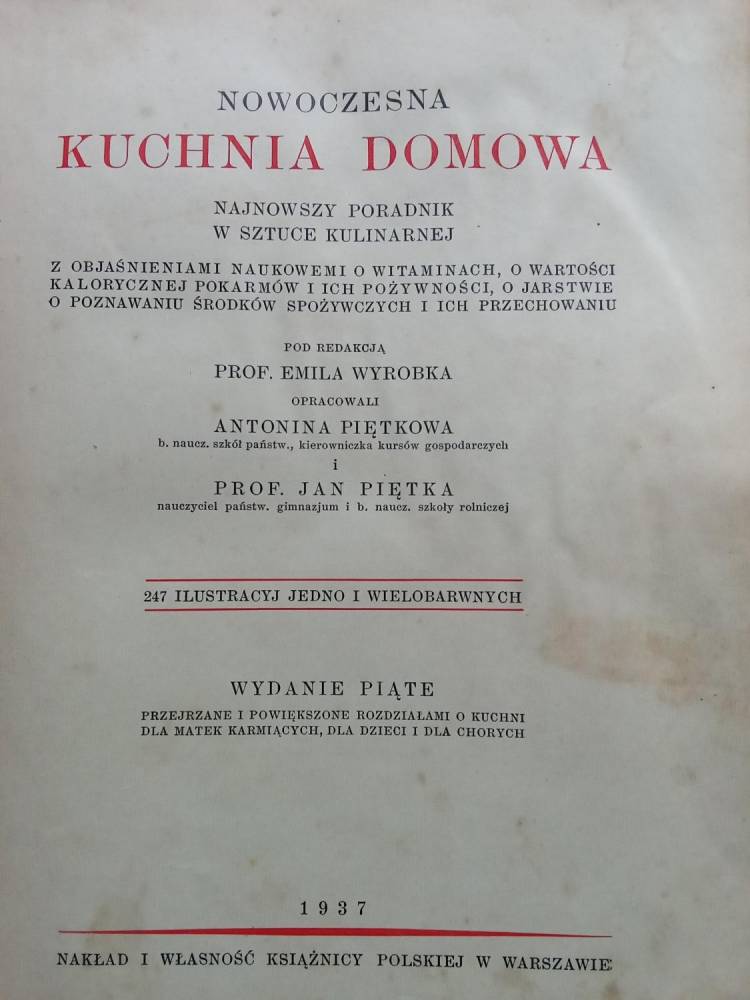 NOWOCZESNA
KUCHNIA DOMOWA
NAJNOWSZY PORADNIK
W SZTUCE KULINARNEJ
Z OBJAŚNIENIAMI NAUKOWEMI O WITAMINACH, O WARTOŚCI
KALORYCZNEJ POKARMÓW I ICH POŻYWNOŚCI, O JARSTWIE
O POZNAWANIU ŚRODKÓW SPOŻYWCZYCH I ICH PRZECHOWANIU
POD REDAKCJĄ
PROF. EMILA WYROBKA
OPRACOWALI
ANTONINA PIĘTKOWA
b. naucz. szkół państw., kierowniczka kursów gospodarczych
i
PROF. JAN PIĘTKA
nauczyciel państw. gimnazjum i b. naucz. szkoły rolniczej
247 ILUSTRACYJ JEDNO I WIELOBARWNYCH
WYDANIE PIĄTE
PRZEJRZANE I POWIĘKSZONE ROZDZIAŁAMI O KUCHNI
DLA MATEK KARMIĄCYCH, DLA DZIECI I DLA CHORYCH
1937
NAKŁAD I WŁASNOŚĆ KSIĄŻNICY POLSKIEJ W WARSZAWIE